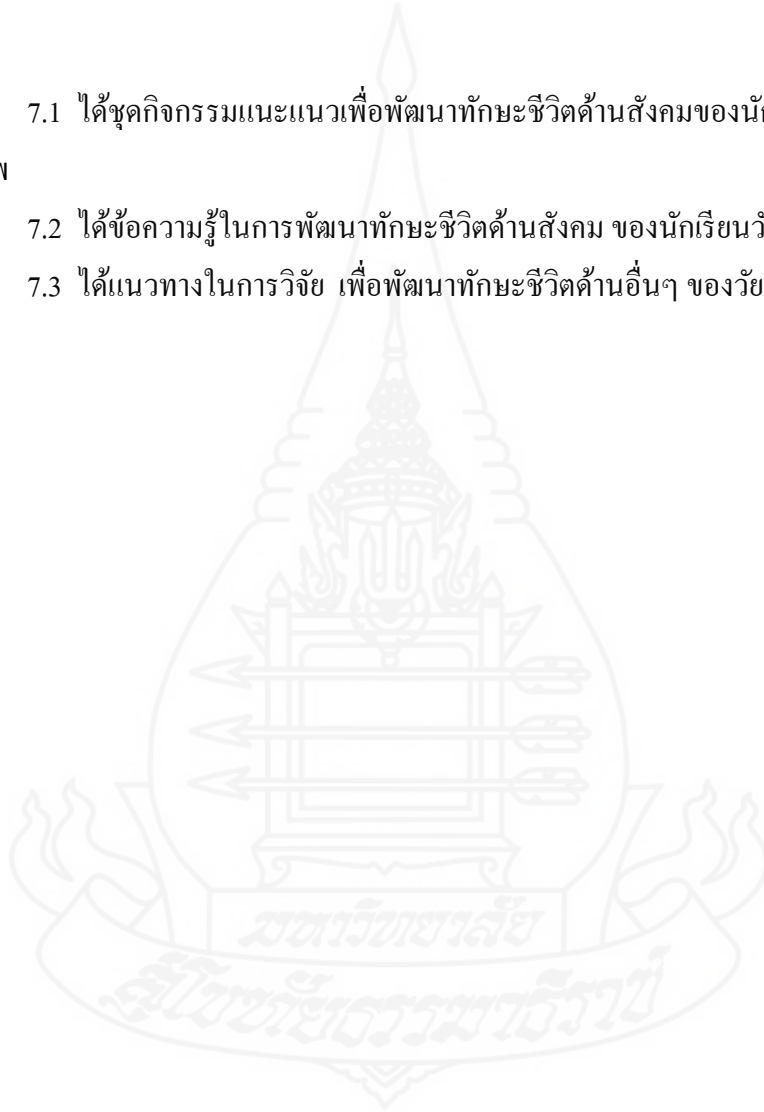 7.1 ได้ชุดกิจกรรมแนะแนวเพื่อพัฒนาทักษะชีวิตด้านสังคมของนัก
พ
7.2 ได้ข้อความรู้ในการพัฒนาทักษะชีวิตด้านสังคม ของนักเรียนวั
7.3 ได้แนวทางในการวิจัย เพื่อพัฒนาทักษะชีวิตด้านอื่นๆ ของวัย
มหาวิทยาลัย
สุโขทัยธรรมาธิราช